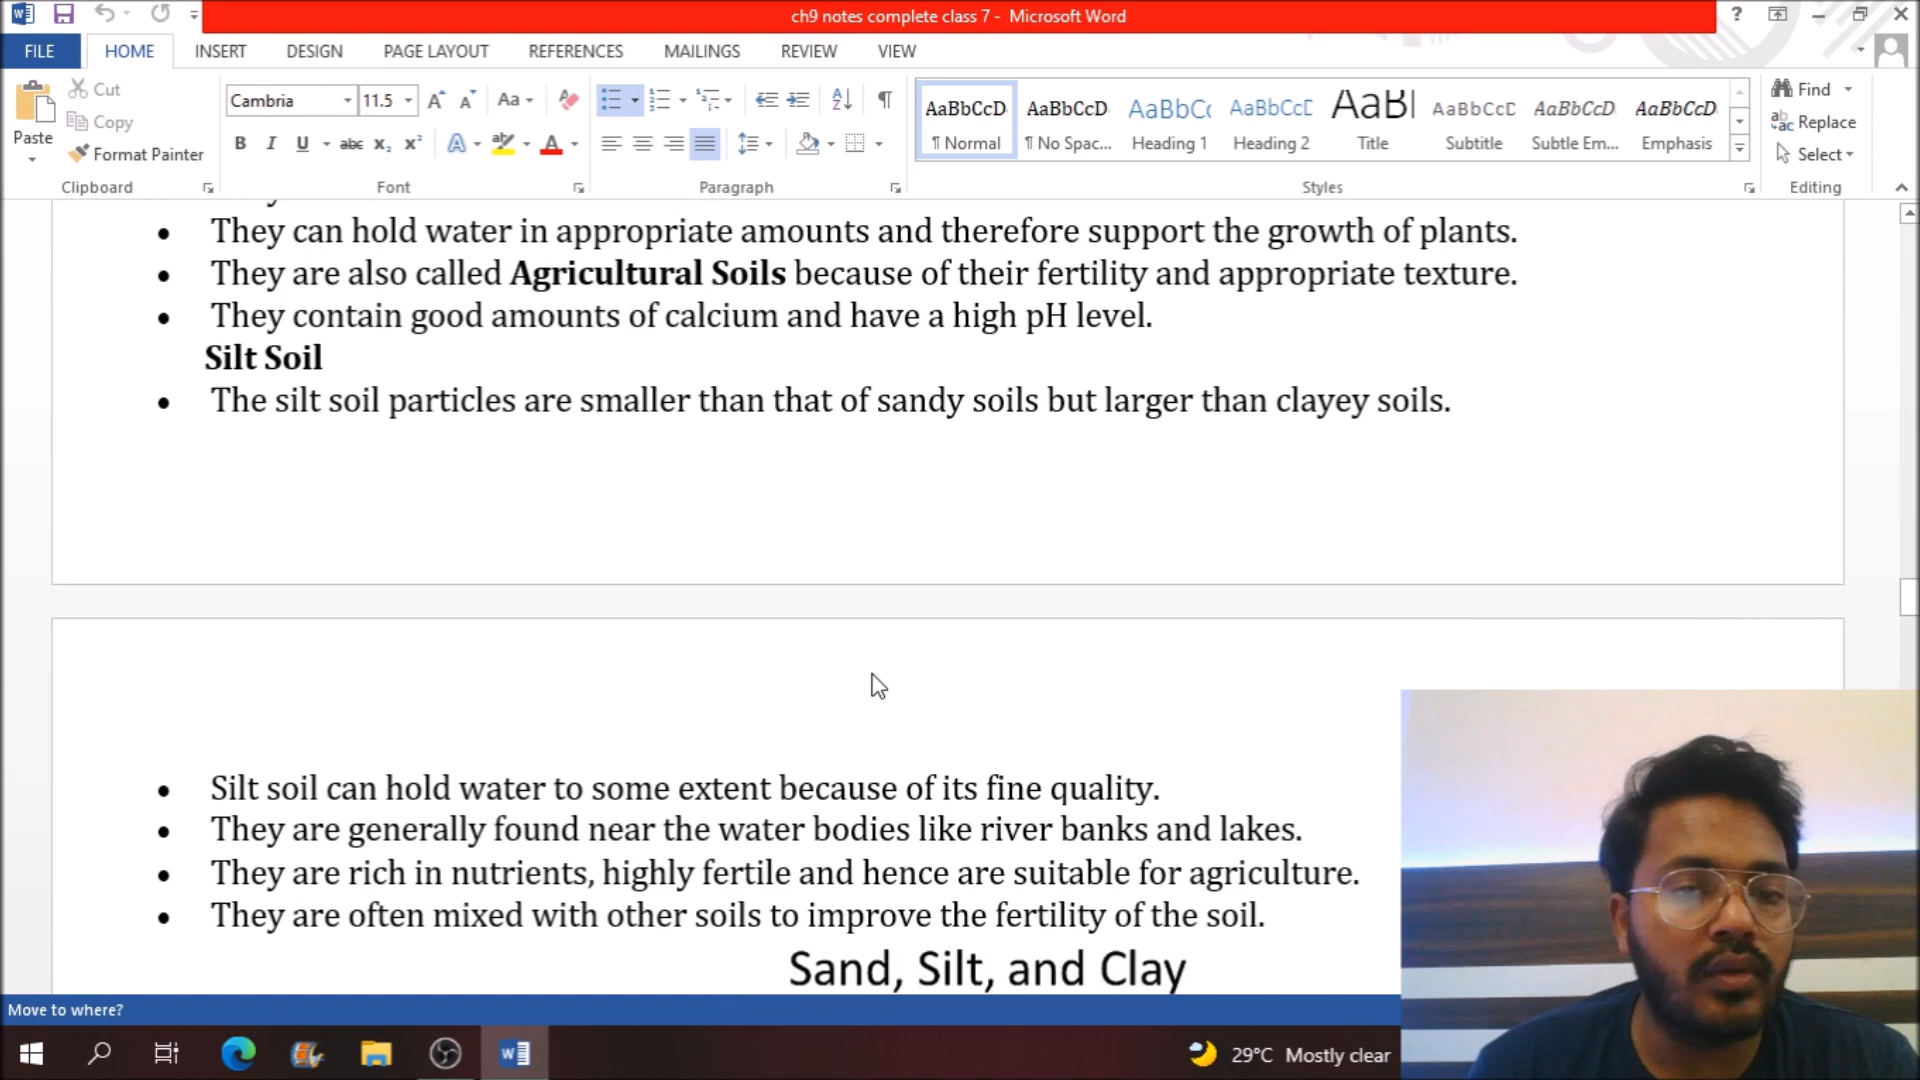 ch9 notes complete class 7 - Microsoft Word
?
FILE HOME INSERT DESIGN PAGE LAYOUT REFERENCES MAILINGS REVIEW VIEW
Paste
Cut
Copy
Format Painter
Clipboard
Cambria 11.5 Aa
B I U abc x₂ x² A ab A
Font
Paragraph
AaBbCcD AaBbCcD AaBbC AaBbCcD AaBl AaBbCcD AaBbCcD AaBbCcD
¶ Normal ¶ No Spac... Heading 1 Heading 2 Title Subtitle Subtle Em... Emphasis
Styles
Find
Replace
Select
Editing
• They can hold water in appropriate amounts and therefore support the growth of plants.
• They are also called Agricultural Soils because of their fertility and appropriate texture.
• They contain good amounts of calcium and have a high pH level.
Silt Soil
• The silt soil particles are smaller than that of sandy soils but larger than clayey soils.
• Silt soil can hold water to some extent because of its fine quality.
• They are generally found near the water bodies like river banks and lakes.
• They are rich in nutrients, highly fertile and hence are suitable for agriculture.
• They are often mixed with other soils to improve the fertility of the soil.
Sand, Silt, and Clay
Move to where?
29°C Mostly clear